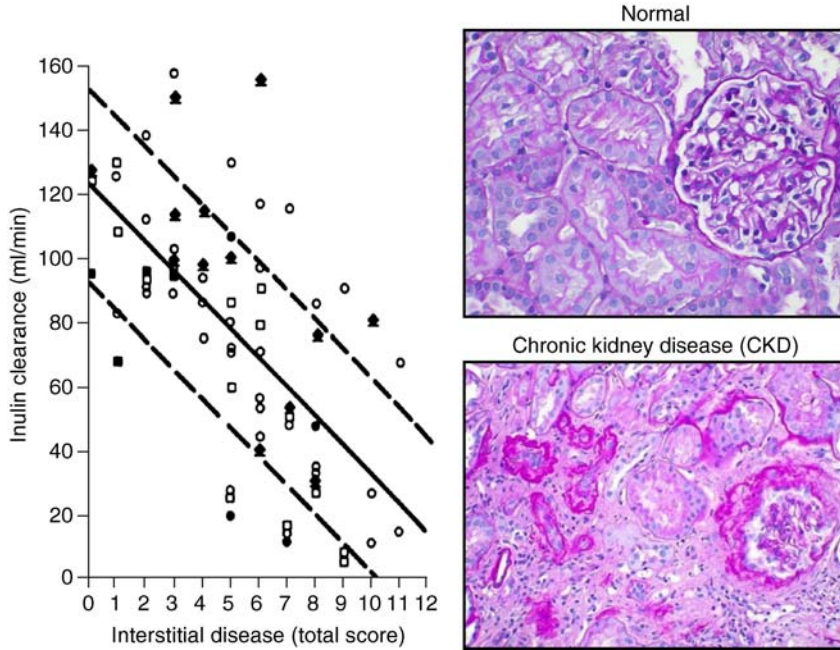 Normal
160
140
120
100
80
60
40
20
0
Inulin clearance (ml/min)
0 1 2 3 4 5 6 7 8 9 10 11 12
Interstitial disease (total score)
Chronic kidney disease (CKD)